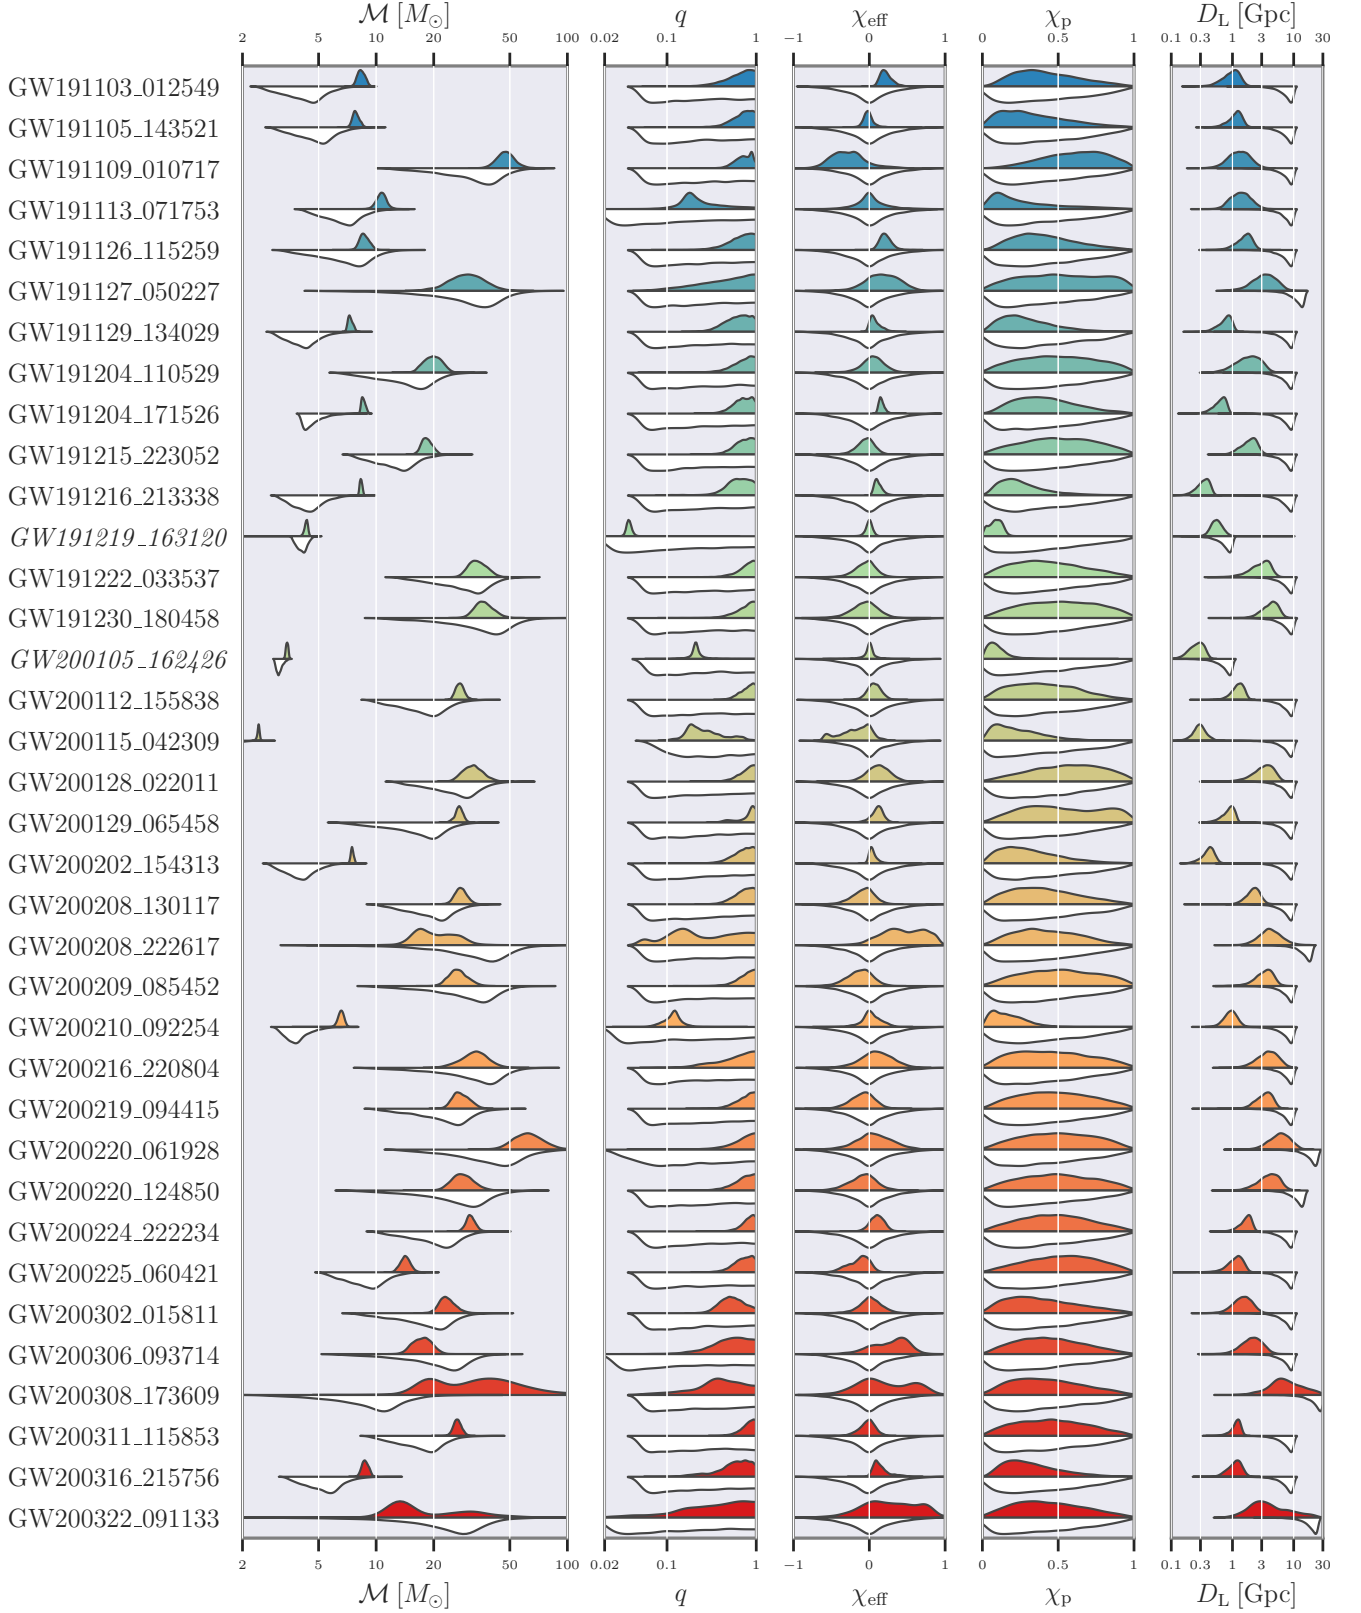 ℳ [M⊙] q χeff χp DL [Gpc]
2 5 10 20 50 100 0.02 0.1 1 −1 0 1 0 0.5 1 0.1 0.3 1 3 10 30
GW191103_012549
GW191105_143521
GW191109_010717
GW191113_071753
GW191126_115259
GW191127_050227
GW191129_134029
GW191204_110529
GW191204_171526
GW191215_223052
GW191216_213338
GW191219_163120
GW191222_033537
GW191230_180458
GW200105_162426
GW200112_155838
GW200115_042309
GW200128_022011
GW200129_065458
GW200202_154313
GW200208_130117
GW200208_222617
GW200209_085452
GW200210_092254
GW200216_220804
GW200219_094415
GW200220_061928
GW200220_124850
GW200224_222234
GW200225_060421
GW200302_015811
GW200306_093714
GW200308_173609
GW200311_115853
GW200316_215756
GW200322_091133
2 5 10 20 50 100 0.02 0.1 1 −1 0 1 0 0.5 1 0.1 0.3 1 3 10 30
ℳ [M⊙] q χeff χp DL [Gpc]